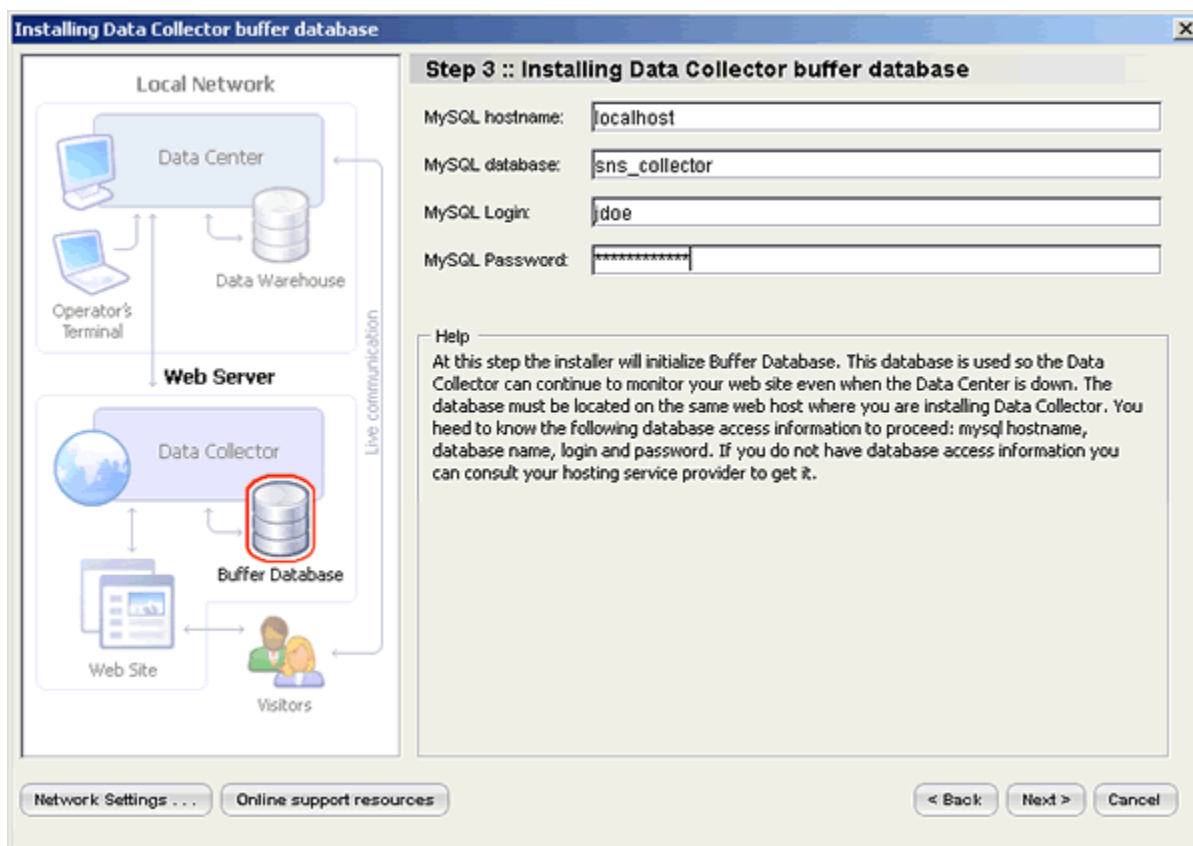 Installing Data Collector buffer database
Local Network
Data Center
Data Warehouse
Operator's
Terminal
Live communication
Web Server
Data Collector
Buffer Database
Web Site
Visitors
Step 3 :: Installing Data Collector buffer database
MySQL hostname: localhost
MySQL database: sns_collector
MySQL Login: jdoe
MySQL Password: ************
Help
At this step the installer will initialize Buffer Database. This database is used so the Data
Collector can continue to monitor your web site even when the Data Center is down. The
database must be located on the same web host where you are installing Data Collector. You
heed to know the following database access information to proceed: mysql hostname,
database name, login and password. If you do not have database access information you
can consult your hosting service provider to get it.
Network Settings . . . Online support resources < Back Next > Cancel